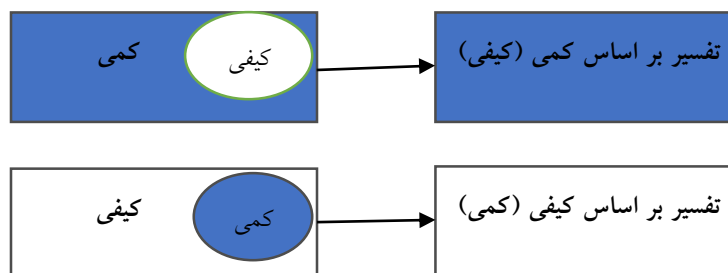 کمی
کیفی
تفسیر بر اساس کمی (کیفی)
کیفی
کمی
تفسیر بر اساس کیفی (کمی)